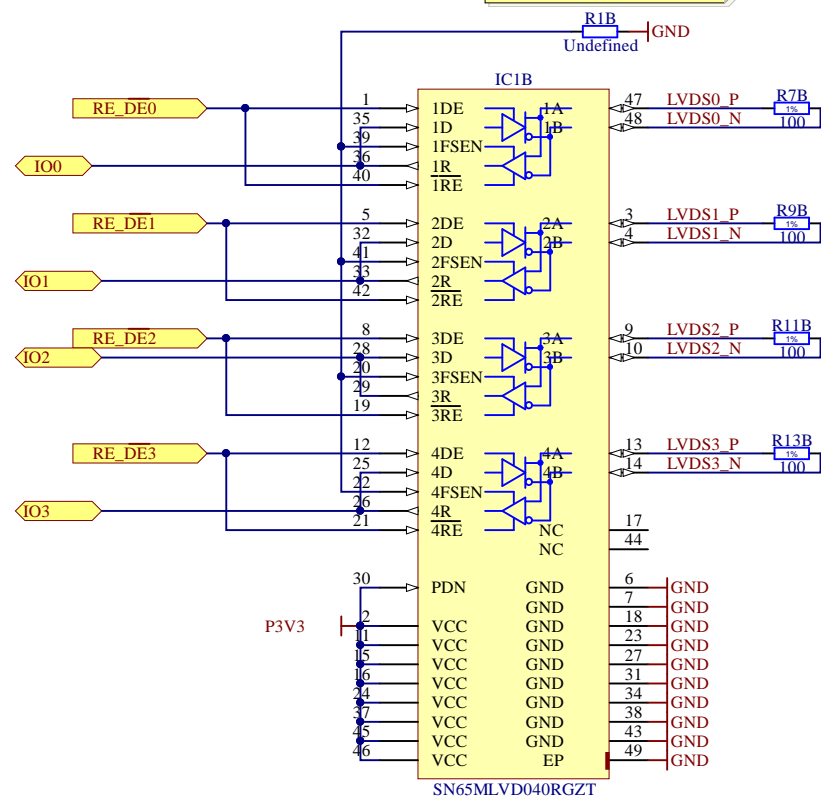 R1B
GND
Undefined
IC1B
RE_DE0 1 1DE 1A 47 LVDS0_P R7B
1%
35 1D 1B 48 LVDS0_N 100
39 1FSEN
IO0 36 1R
40 1RE
RE_DE1 5 2DE 2A 3 LVDS1_P R9B
1%
32 2D 2B 4 LVDS1_N 100
41 2FSEN
IO1 33 2R
42 2RE
RE_DE2 8 3DE 3A 9 LVDS2_P R11B
1%
IO2 28 3D 3B 10 LVDS2_N 100
20 3FSEN
29 3R
19 3RE
RE_DE3 12 4DE 4A 13 LVDS3_P R13B
1%
25 4D 4B 14 LVDS3_N 100
22 4FSEN
IO3 26 4R
21 4RE NC 17
NC 44
30 PDN GND 6 GND
GND 7 GND
P3V3 2 VCC GND 18 GND
11 VCC GND 23 GND
15 VCC GND 27 GND
16 VCC GND 31 GND
24 VCC GND 34 GND
37 VCC GND 38 GND
45 VCC GND 43 GND
46 VCC EP 49 GND
SN65MLVD040RGZT